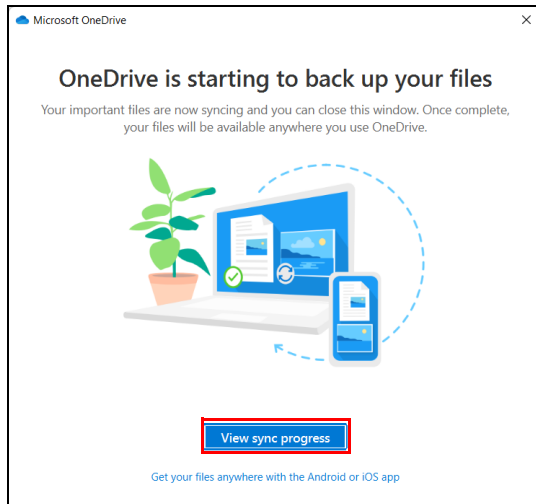 Microsoft OneDrive
OneDrive is starting to back up your files
Your important files are now syncing and you can close this window. Once complete,
your files will be available anywhere you use OneDrive.
View sync progress
Get your files anywhere with the Android or iOS app